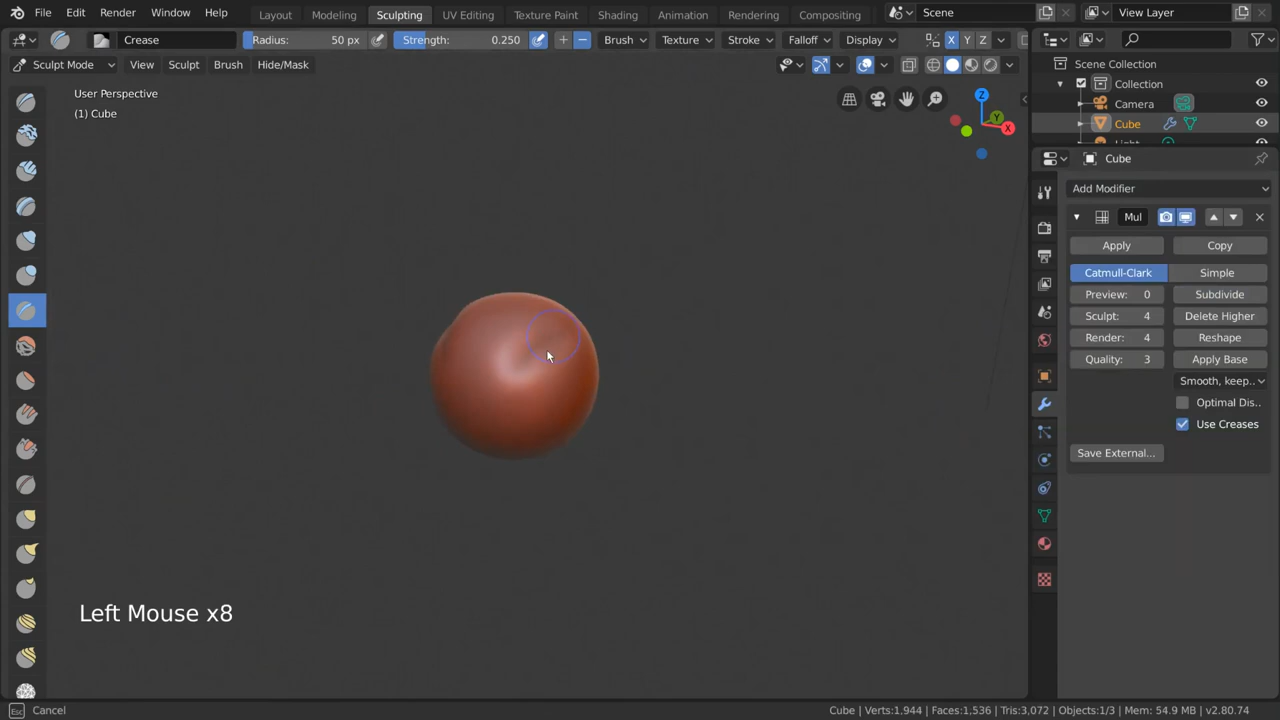 File Edit Render Window Help Layout Modeling Sculpting UV Editing Texture Paint Shading Animation Rendering Compositing Scene View Layer
Crease Radius: 50 px Strength: 0.250 Brush Texture Stroke Falloff Display X Y Z
Sculpt Mode View Sculpt Brush Hide/Mask
User Perspective
(1) Cube
Z
Y
X
Left Mouse x8
Scene Collection
Collection
Camera
Cube
Light
Cube
Add Modifier
Mul
Apply Copy
Catmull-Clark Simple
Preview: 0 Subdivide
Sculpt: 4 Delete Higher
Render: 4 Reshape
Quality: 3 Apply Base
Smooth, keep..
Optimal Dis..
Use Creases
Save External...
Esc Cancel Cube | Verts:1,944 | Faces:1,536 | Tris:3,072 | Objects:1/3 | Mem: 54.9 MB | v2.80.74